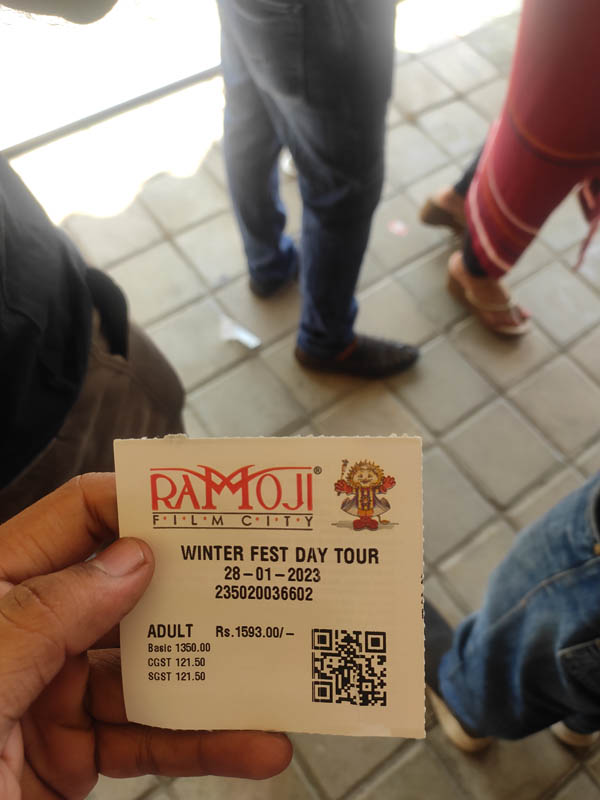 RAMOJI®
FILM CITY
WINTER FEST DAY TOUR
28-01-2023
235020036602
ADULT Rs.1593.00/-
Basic 1350.00
CGST 121.50
SGST 121.50